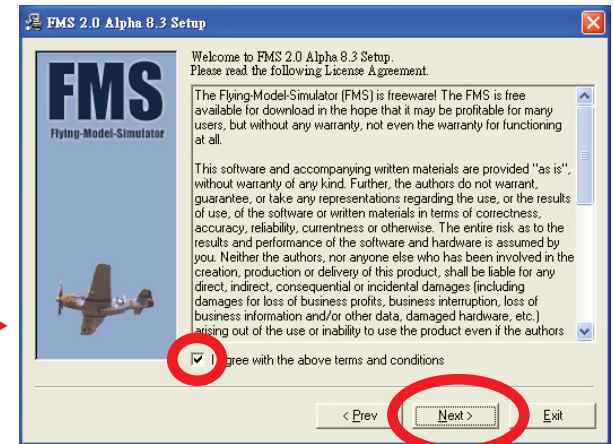 FMS 2.0 Alpha 8.3 Setup
FMS
Flying-Model-Simulator
Welcome to FMS 2.0 Alpha 8.3 Setup.
Please read the following License Agreement.
The Flying-Model-Simulator (FMS) is freeware! The FMS is free
available for download in the hope that it may be profitable for many
users, but without any warranty, not even the warranty for functioning
at all.
This software and accompanying written materials are provided "as is",
without warranty of any kind. Further, the authors do not warrant,
guarantee, or take any representations regarding the use, or the results
of use, of the software or written materials in terms of correctness,
accuracy, reliability, currentness or otherwise. The entire risk as to the
results and performance of the software and hardware is assumed by
you. Neither the authors, nor anyone else who has been involved in the
creation, production or delivery of this product, shall be liable for any
direct, indirect, consequential or incidental damages (including
damages for loss of business profits, business interruption, loss of
business information and/or other data, damaged hardware, etc.)
arising out of the use or inability to use the product even if the authors
I agree with the above terms and conditions
< Prev
Next >
Exit